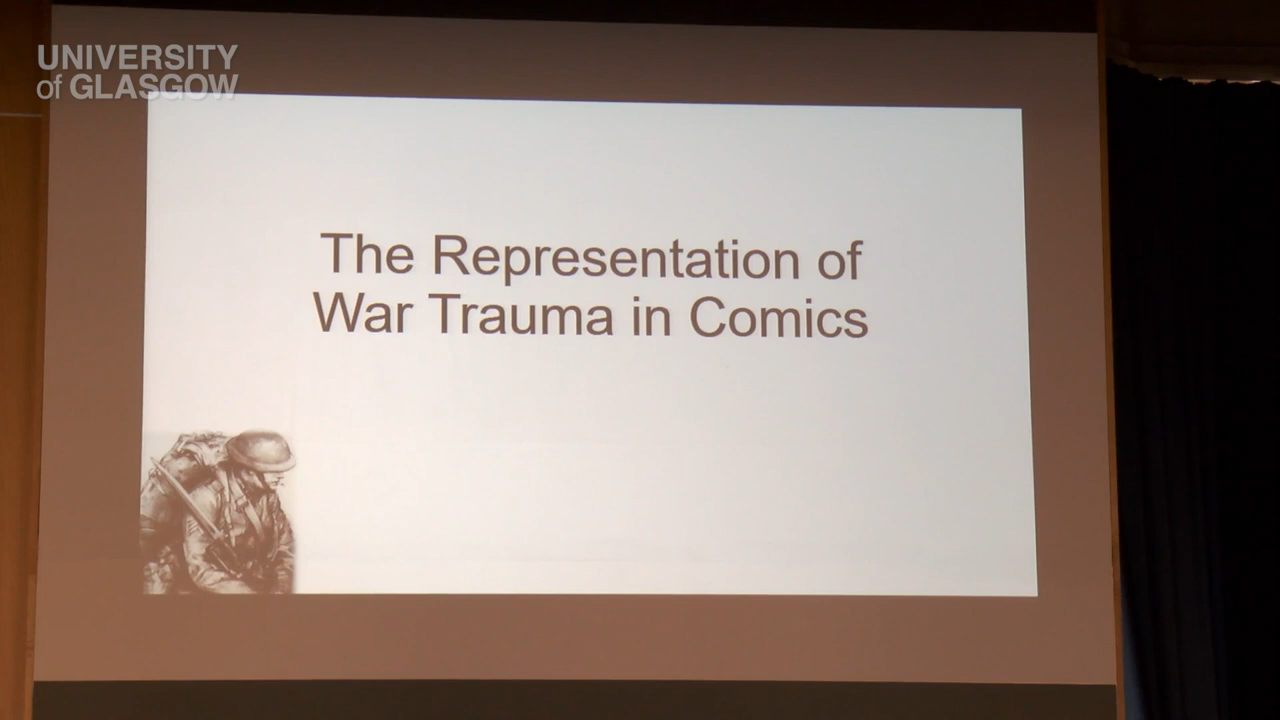 UNIVERSITY
of GLASGOW
The Representation of
War Trauma in Comics